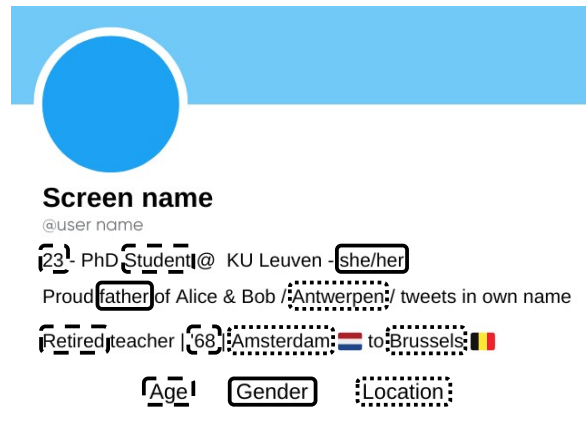 Screen name
@user name
23 - PhD Student @ KU Leuven - she/her
Proud father of Alice & Bob / Antwerpen / tweets in own name
Retired teacher | '68 | Amsterdam 🇳🇱 to Brussels 🇧🇪
Age Gender Location